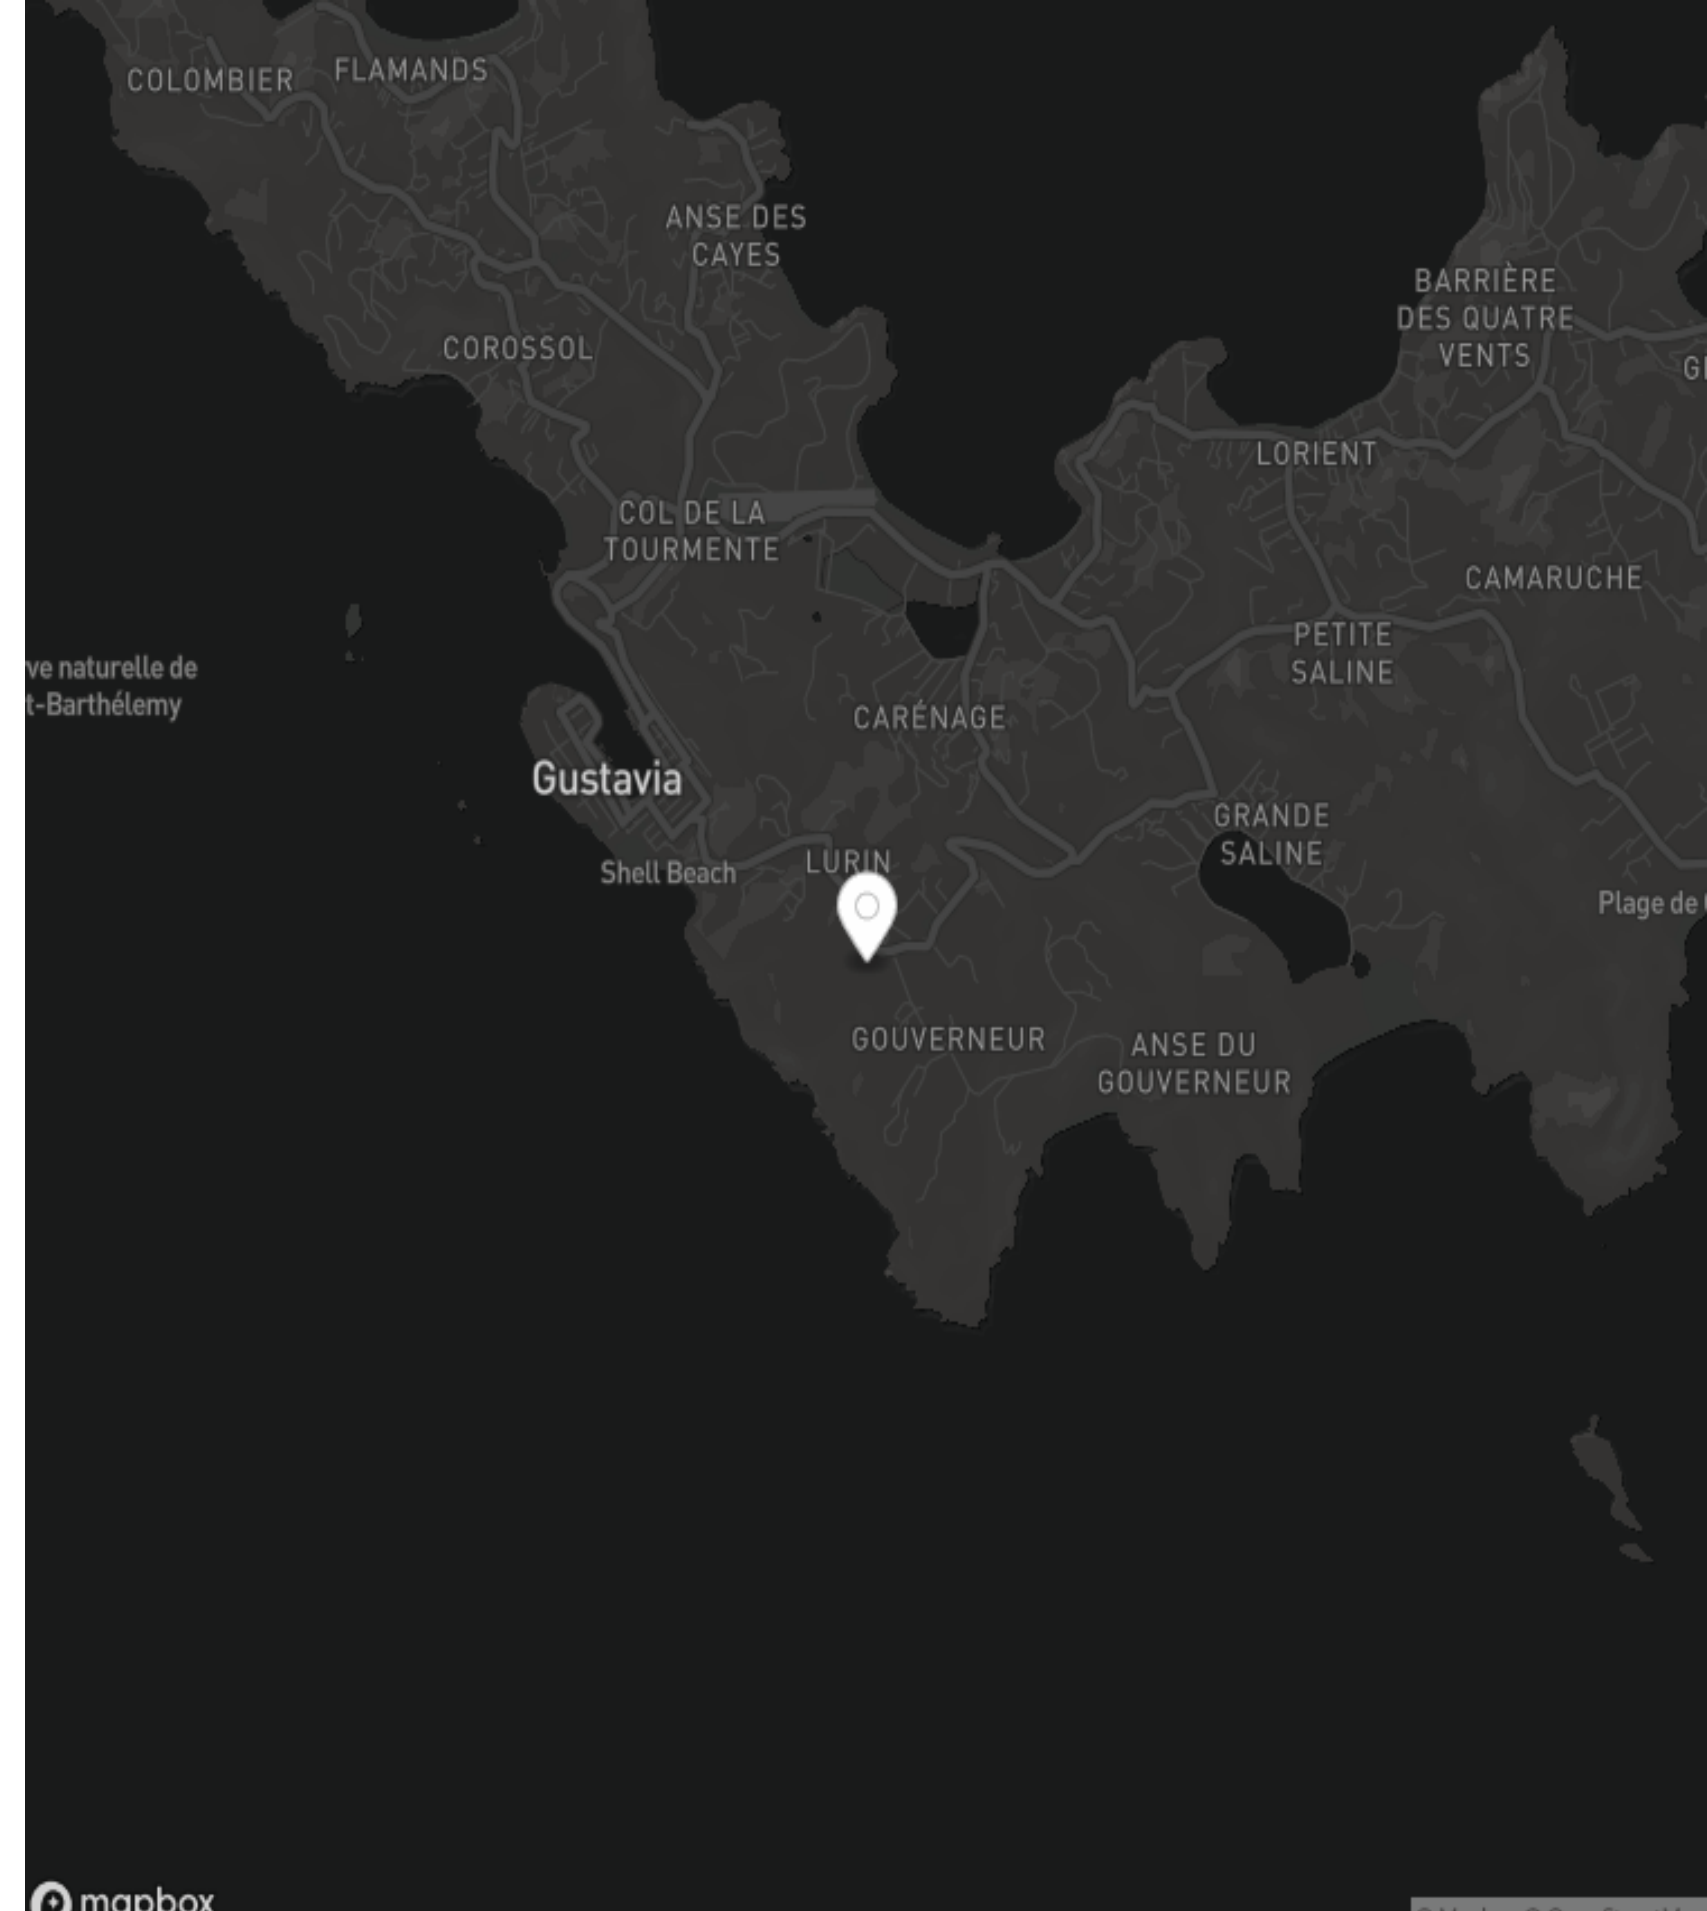 COLOMBIER
FLAMANDS
ANSE DES
CAYES
BARRIÈRE
DES QUATRE
VENTS
COROSSOL
LORIENT
COL DE LA
TOURMENTE
CAMARUCHE
PETITE
SALINE
ve naturelle de
t-Barthélemy
CARÉNAGE
Gustavia
GRANDE
SALINE
LURIN
Shell Beach
Plage de
GOUVERNEUR
ANSE DU
GOUVERNEUR
mapbox